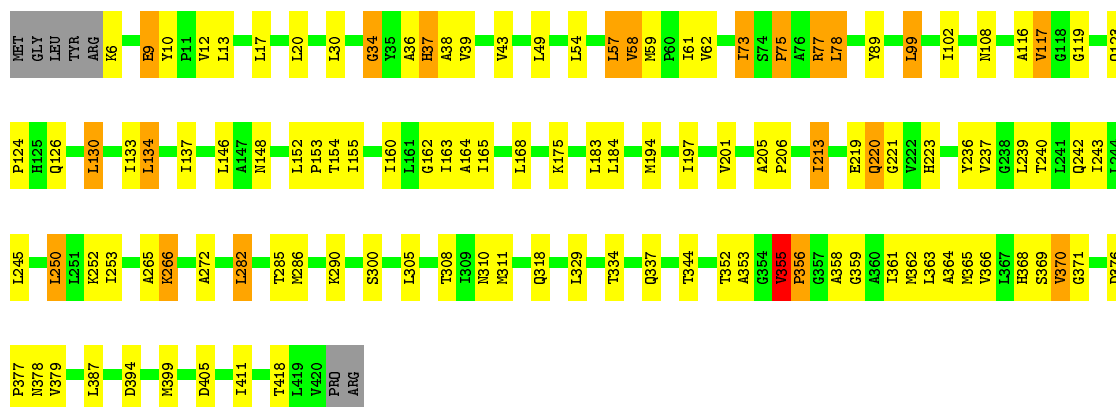 MET GLY LEU TYR ARG K6 E9 Y10 P11 V12 L13 L17 L20 L30 G34 Y35 A36 H37 A38 V39 V43 L49 L54 L57 V58 M59 P60 I61 V62 I73 S74 P75 A76 R77 L78 Y89 L99 I102 N108 A116 V117 G118 G119
P124 H125 Q126 L130 I133 L134 I137 L146 A147 N148 L152 P153 T154 I155 I160 L161 G162 I163 A164 I165 L168 K175 L183 L184 M194 I197 V201 A205 P206 I213 E219 Q220 G221 V222 H223 Y236 V237 G238 L239 T240 L241 Q242 I243
L245 L250 L251 K252 I253 A265 K266 A272 L282 T285 M286 K290 S300 L305 T308 I309 N310 M311 Q318 L329 T334 Q337 T344 T352 A353 G354 V355 P356 G357 A358 G359 A360 I361 M362 L363 A364 M365 V366 L367 H368 S369 V370 G371
P377 N378 V379 L387 D394 M399 D405 I411 T418 L419 V420 PRO ARG